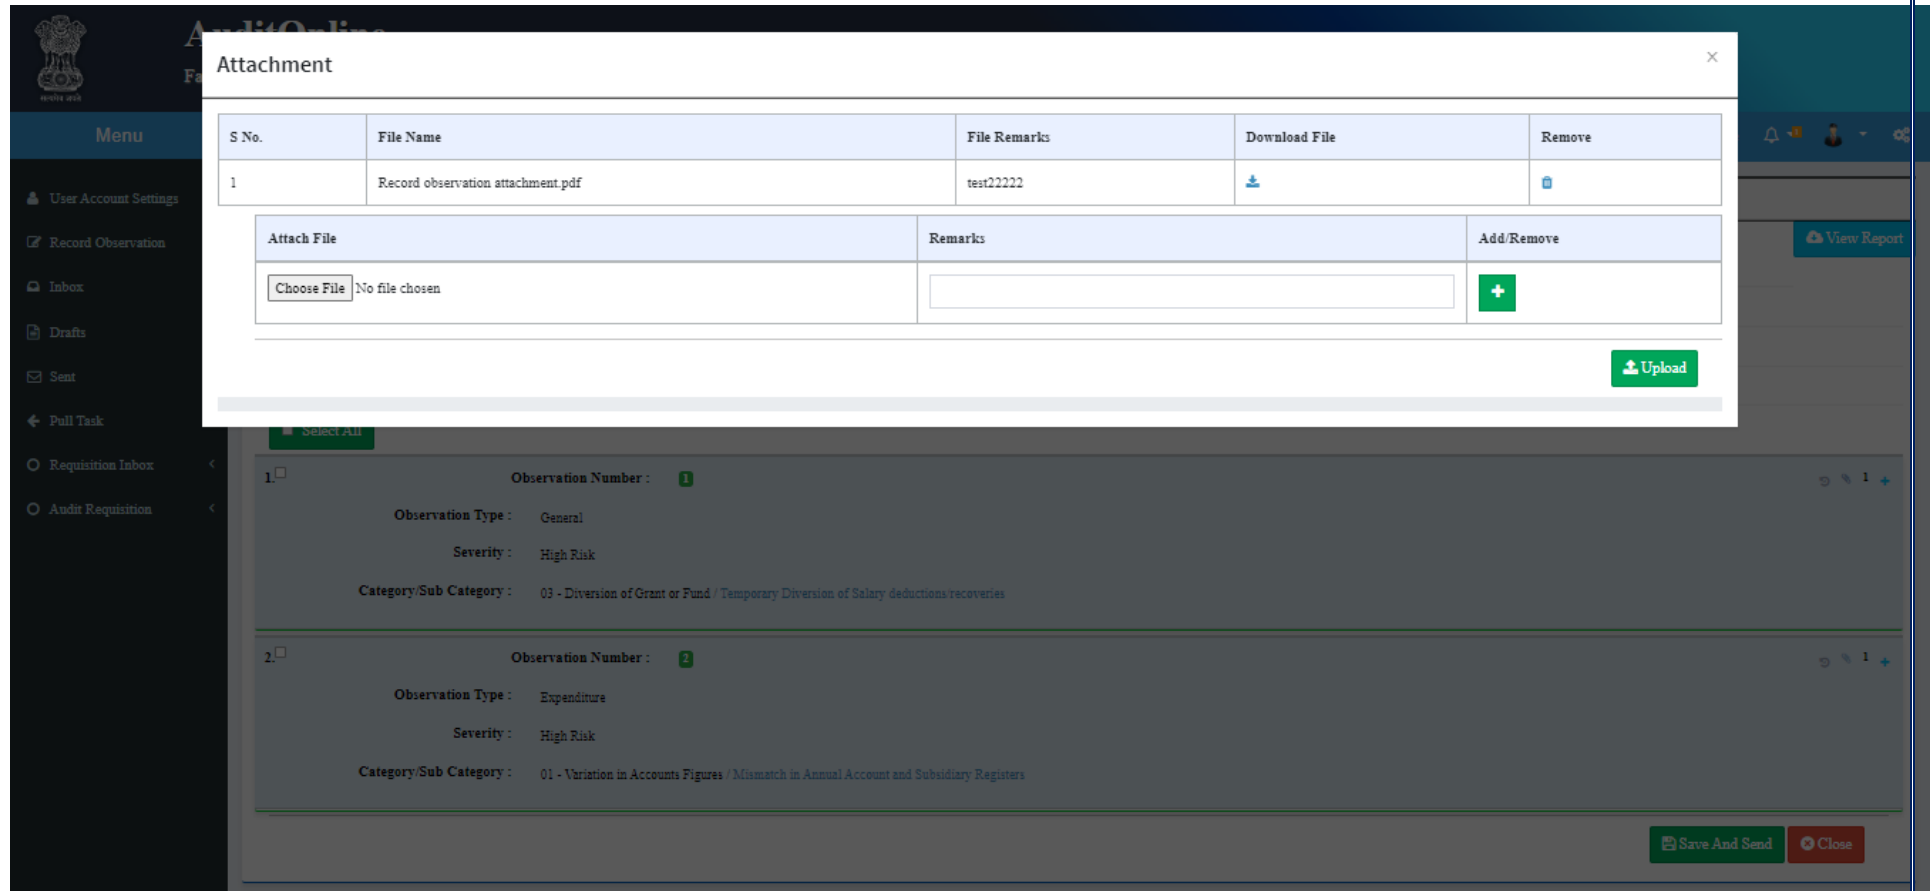 Attachment
×
S No.
File Name
File Remarks
Download File
Remove
1
Record observation attachment.pdf
test22222
Attach File
Remarks
Add/Remove
Choose File No file chosen
Upload
Menu
User Account Settings
Record Observation
Inbox
Drafts
Sent
Pull Task
Requisition Inbox
Audit Requisition
View Report
Select All
1.
Observation Number : 1
1
Observation Type : General
Severity : High Risk
Category/Sub Category : 03 - Diversion of Grant or Fund / Temporary Diversion of Salary deductions/recoveries
2.
Observation Number : 2
1
Observation Type : Expenditure
Severity : High Risk
Category/Sub Category : 01 - Variation in Accounts Figures / Mismatch in Annual Account and Subsidiary Registers
Save And Send
Close